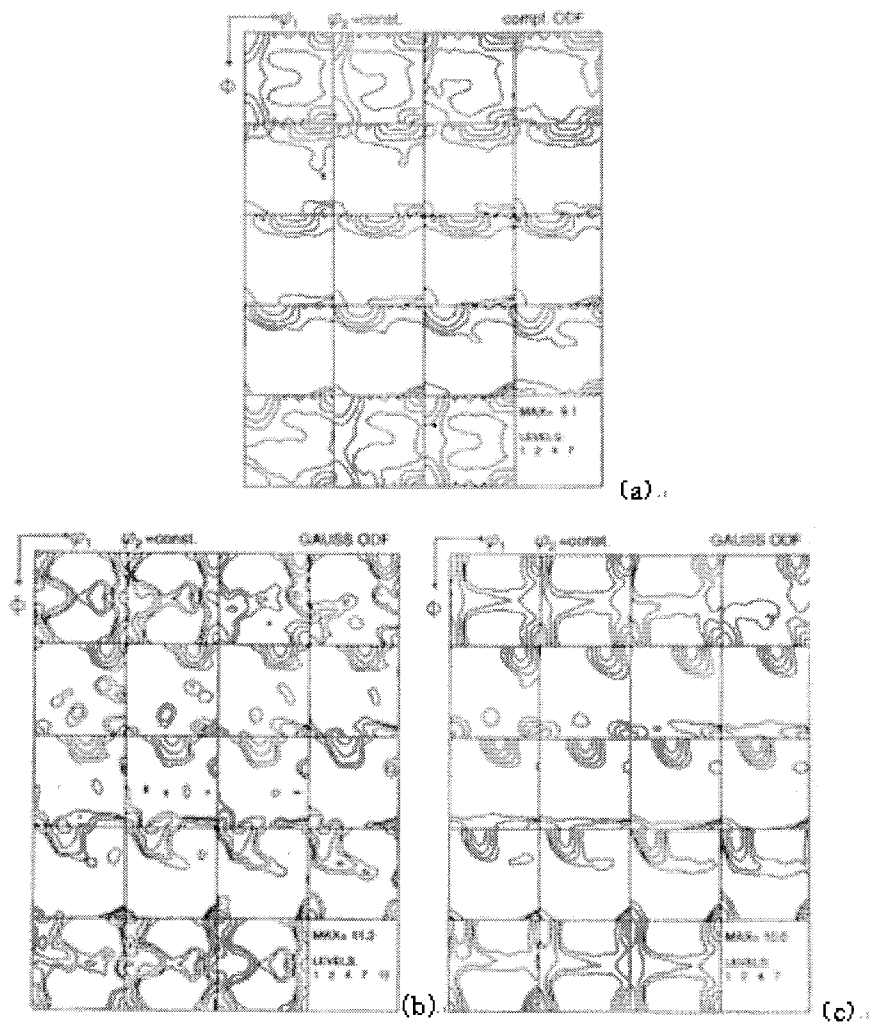 φ₁ φ₂=const. compl. ODF
Φ
MAX= 9.1
LEVELS:
1 2 4 7
(a)
φ₁ φ₂=const. GAUSS ODF
Φ
MAX= 11.3
LEVELS:
1 2 4 7
(b)
φ₁ φ₂=const. GAUSS ODF
Φ
LEVELS:
1 2 4 7
(c)